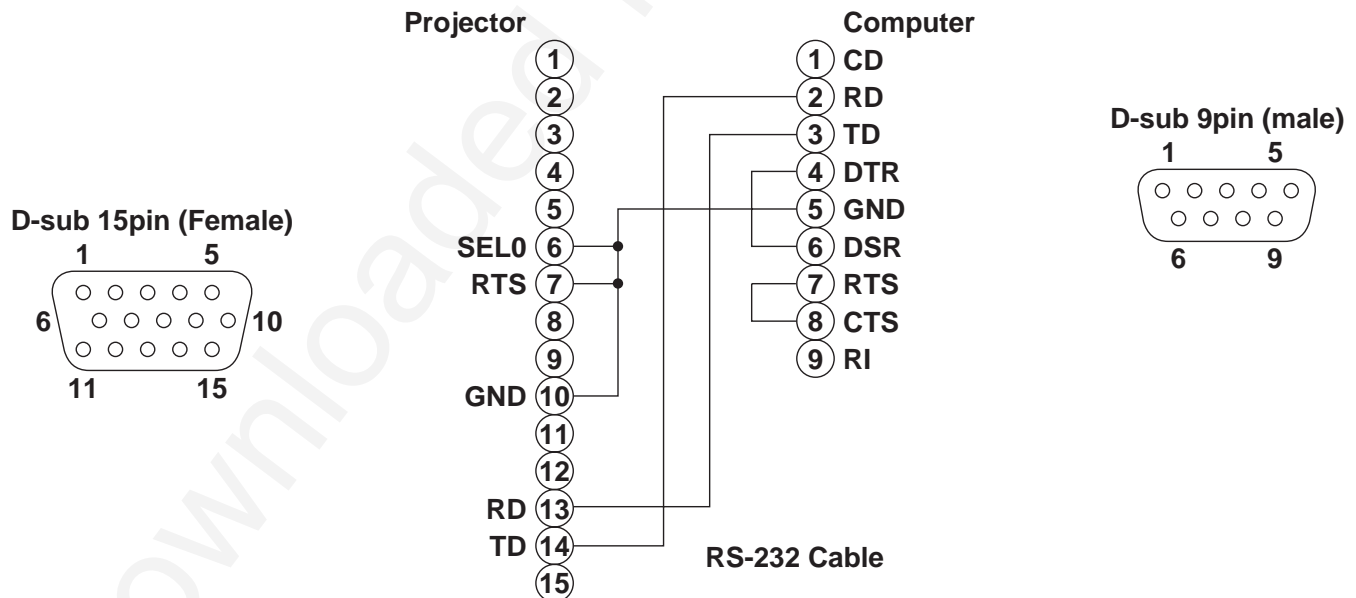 Projector
1
2
3
4
5
SEL0 6
RTS 7
8
9
GND 10
11
12
RD 13
TD 14
15
Computer
1 CD
2 RD
3 TD
4 DTR
5 GND
6 DSR
7 RTS
8 CTS
9 RI
RS-232 Cable
D-sub 15pin (Female)
1 5
6 10
11 15
D-sub 9pin (male)
1 5
6 9